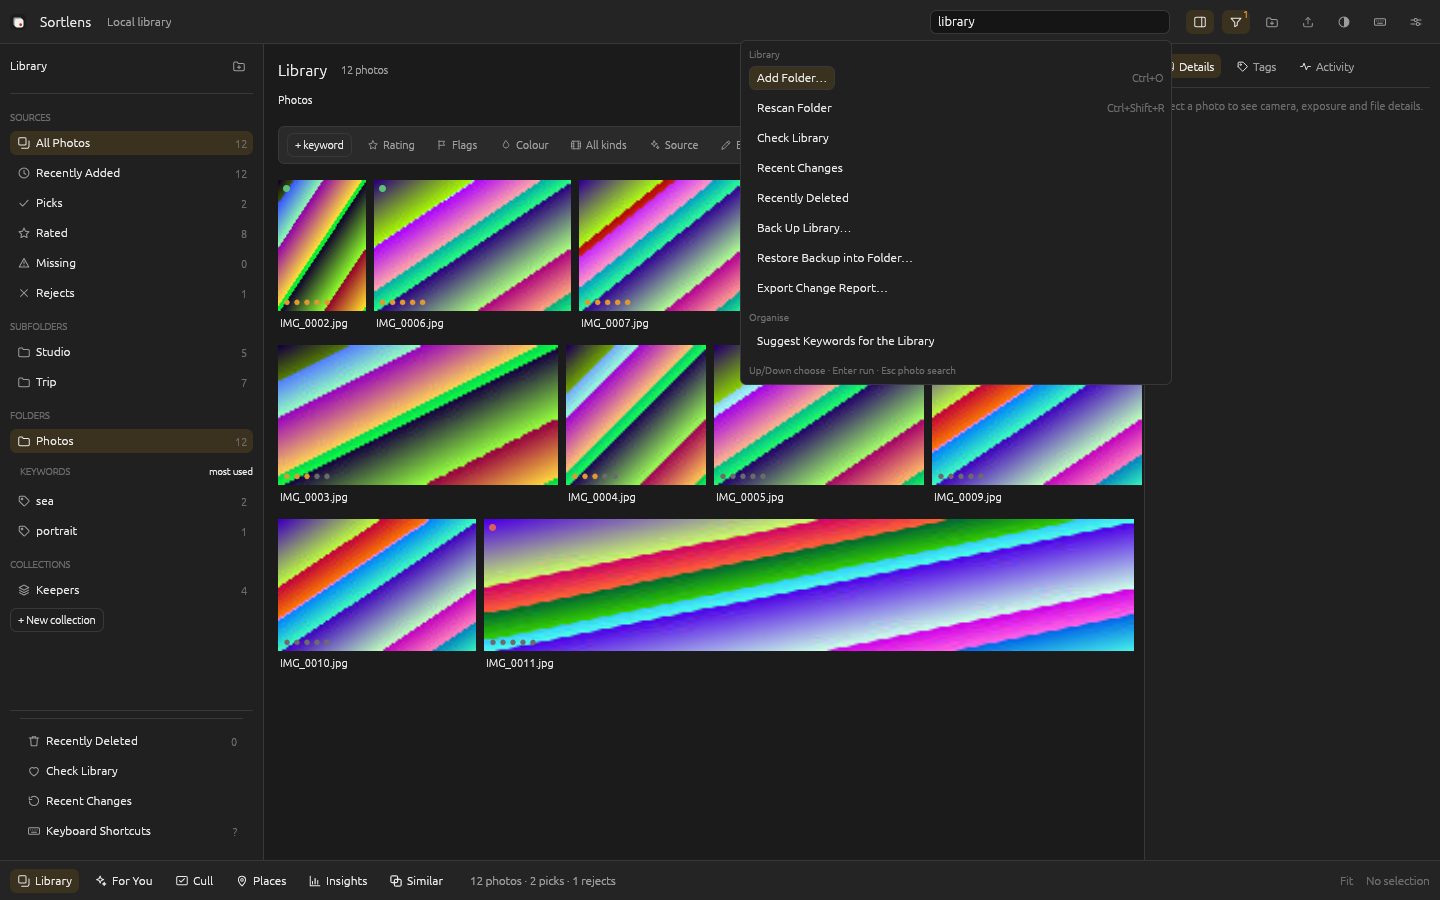 Sortlens Local library
library
Library
SOURCES
All Photos 12
Recently Added 12
Picks 2
Rated 8
Missing 0
Rejects 1
SUBFOLDERS
Studio 5
Trip 7
FOLDERS
Photos 12
KEYWORDS most used
sea 2
portrait 1
COLLECTIONS
Keepers 4
+ New collection
Recently Deleted 0
Check Library
Recent Changes
Keyboard Shortcuts ?
Library 12 photos
Photos
+ keyword Rating Flags Colour All kinds Source
IMG_0002.jpg IMG_0006.jpg IMG_0007.jpg
IMG_0003.jpg IMG_0004.jpg IMG_0005.jpg IMG_0009.jpg
IMG_0010.jpg IMG_0011.jpg
Library
Add Folder... Ctrl+O
Rescan Folder Ctrl+Shift+R
Check Library
Recent Changes
Recently Deleted
Back Up Library...
Restore Backup into Folder...
Export Change Report...
Organise
Suggest Keywords for the Library
Up/Down choose · Enter run · Esc photo search
Details Tags Activity
a photo to see camera, exposure and file details.
Library For You Cull Places Insights Similar 12 photos · 2 picks · 1 rejects Fit No selection